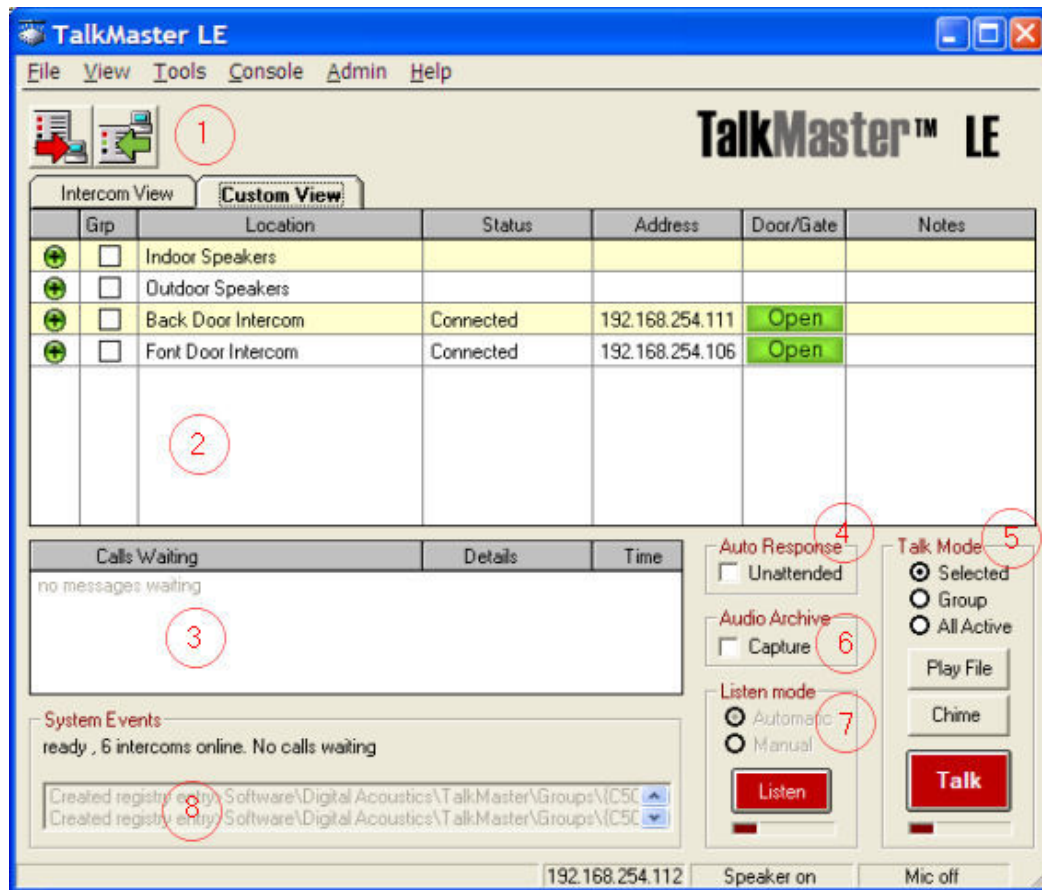 TalkMaster LE
File View Tools Console Admin Help
1
TalkMaster™ LE
Intercom View Custom View
Grp Location Status Address Door/Gate Notes
Indoor Speakers
Outdoor Speakers
Back Door Intercom Connected 192.168.254.111 Open
Font Door Intercom Connected 192.168.254.106 Open
2
Calls Waiting Details Time
no messages waiting
3
Auto Response 4
Unattended
Talk Mode 5
Selected
Group
All Active
Audio Archive
Capture 6
Play File
Chime
Talk
Listen mode
Automatic 7
Manual
Listen
System Events
ready , 6 intercoms online. No calls waiting
Created registry entry: Software\Digital Acoustics\TalkMaster\Groups\{C5C
8
Created registry entry: Software\Digital Acoustics\TalkMaster\Groups\{C5C
192.168.254.112 Speaker on Mic off